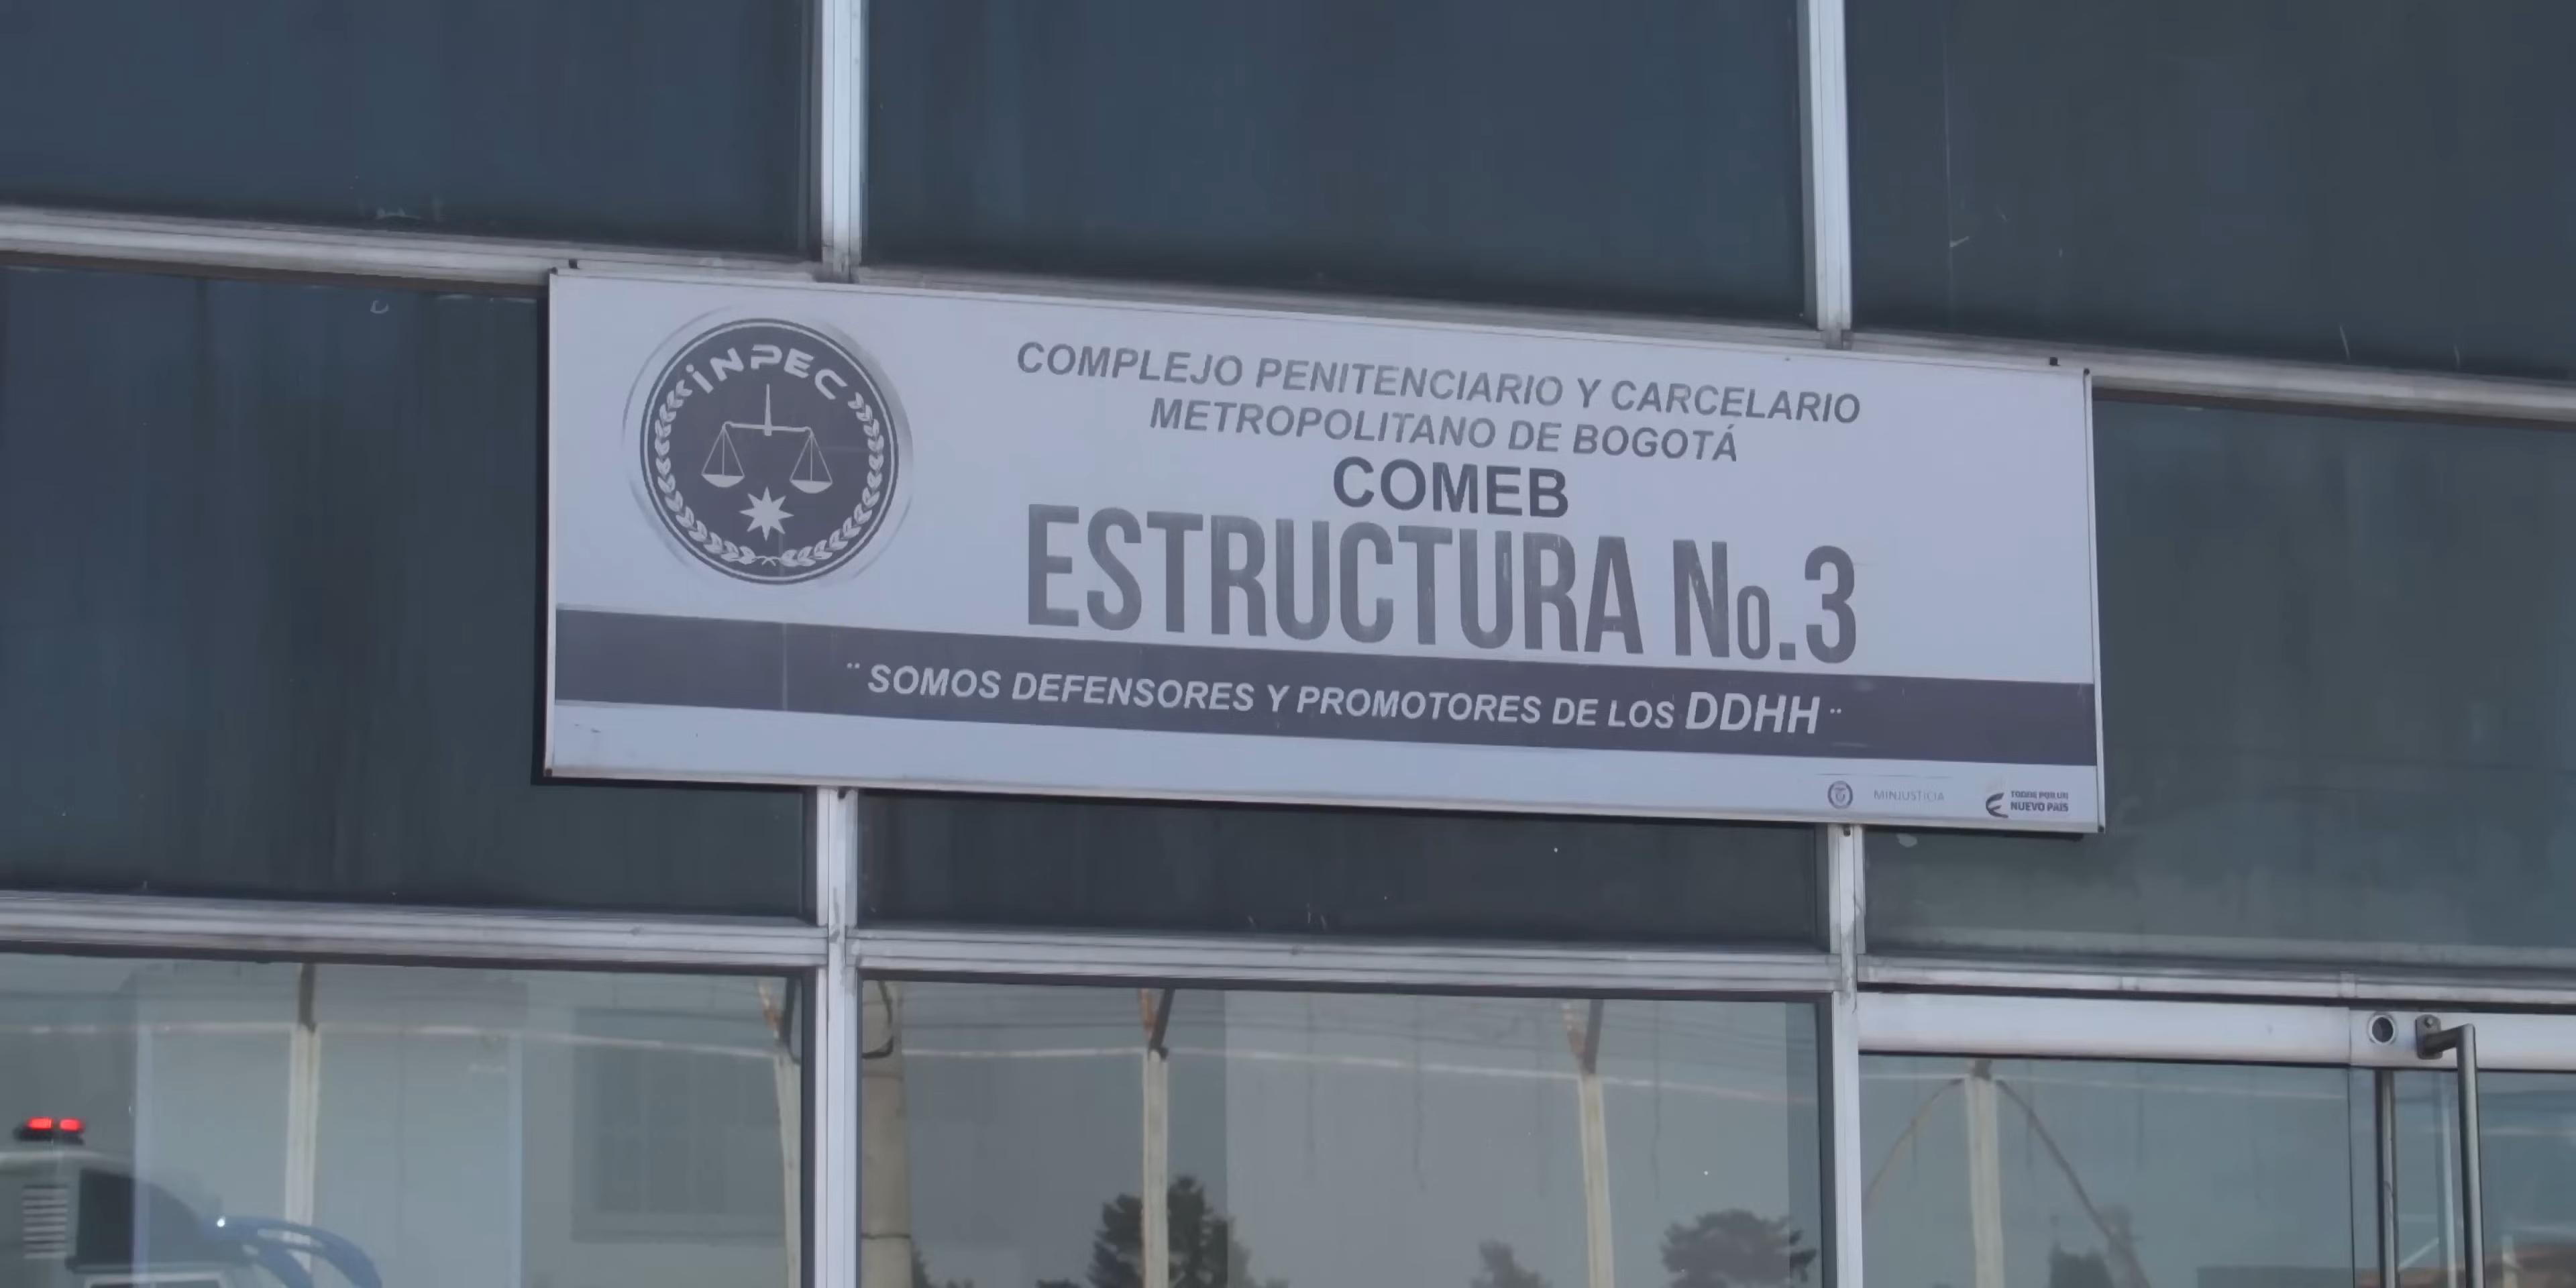 INPEC
COMPLEJO PENITENCIARIO Y CARCELARIO
METROPOLITANO DE BOGOTÁ
COMEB
ESTRUCTURA No.3
¨ SOMOS DEFENSORES Y PROMOTORES DE LOS DDHH ¨
MINJUSTICIA
TODOS POR UN
NUEVO PAIS